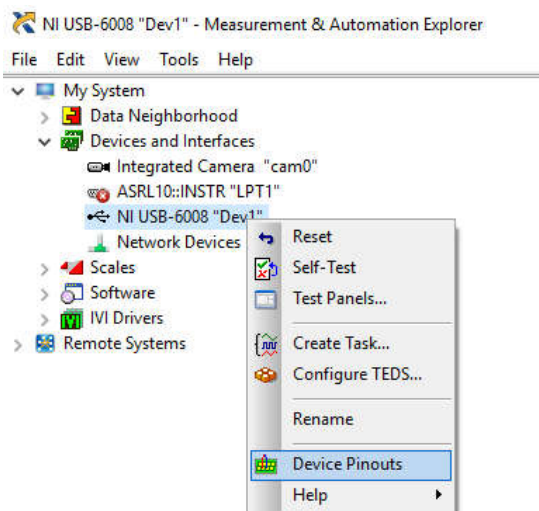 NI USB-6008 "Dev1" - Measurement & Automation Explorer
File Edit View Tools Help
My System
Data Neighborhood
Devices and Interfaces
Integrated Camera "cam0"
ASRL10::INSTR "LPT1"
NI USB-6008 "Dev1"
Network Devices
Scales
Software
IVI Drivers
Remote Systems
Reset
Self-Test
Test Panels...
Create Task...
Configure TEDS...
Rename
Device Pinouts
Help